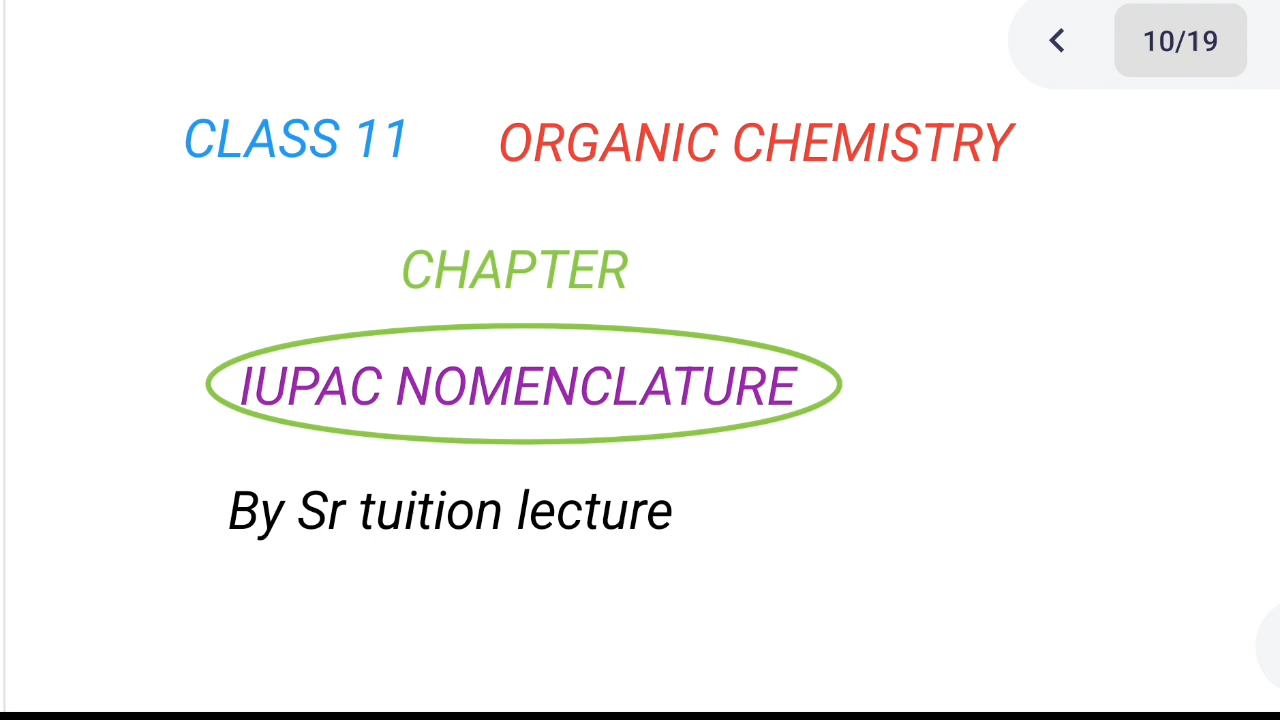 10/19
CLASS 11 ORGANIC CHEMISTRY
CHAPTER
IUPAC NOMENCLATURE
By Sr tuition lecture